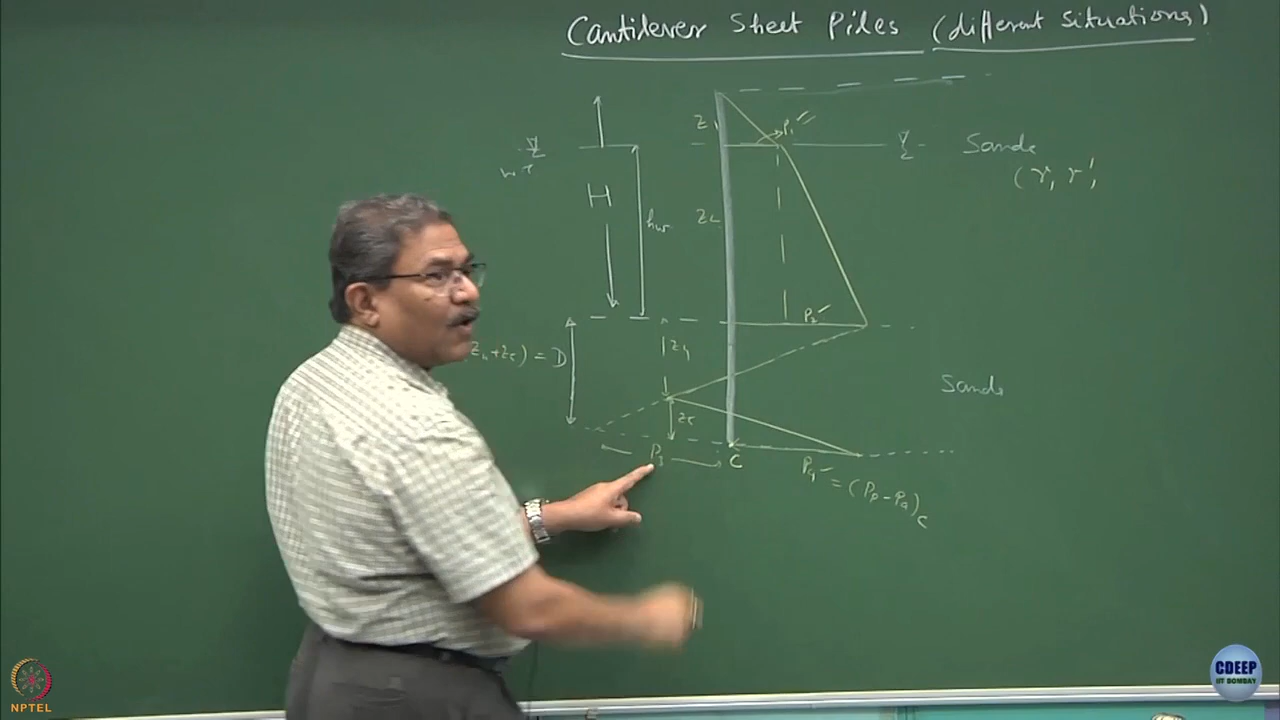 Cantilever Sheet Piles (different situations)
z₁
P₁
w.T
Sands
(γ, γ',
H
hw
z₂
P₂
z₄+z₅) = D
z₄
Sands
z₅
P₃
C
P₄ = (Pp - Pa)c
NPTEL
CDEEP
IIT BOMBAY